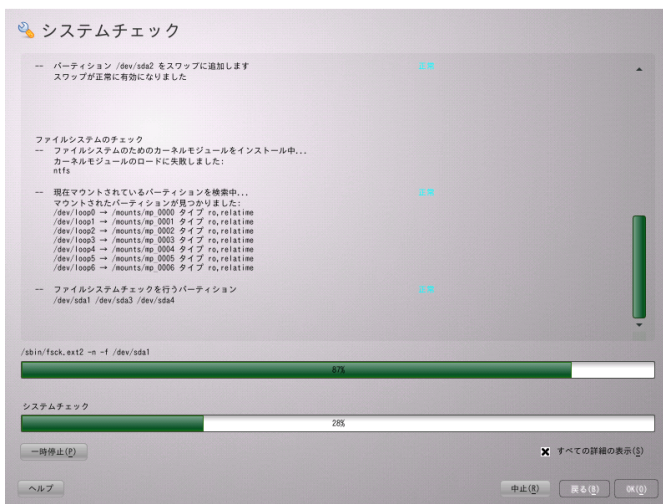 システムチェック
-- パーティション /dev/sda2 をスワップに追加します 正常
スワップが正常に有効になりました
ファイルシステムのチェック
-- ファイルシステムのためのカーネルモジュールをインストール中...
カーネルモジュールのロードに失敗しました:
ntfs
-- 現在マウントされているパーティションを検索中... 正常
マウントされたパーティションが見つかりました:
/dev/loop0 → /mounts/mp_0000 タイプ ro,relatime
/dev/loop1 → /mounts/mp_0001 タイプ ro,relatime
/dev/loop2 → /mounts/mp_0002 タイプ ro,relatime
/dev/loop3 → /mounts/mp_0003 タイプ ro,relatime
/dev/loop4 → /mounts/mp_0004 タイプ ro,relatime
/dev/loop5 → /mounts/mp_0005 タイプ ro,relatime
/dev/loop6 → /mounts/mp_0006 タイプ ro,relatime
-- ファイルシステムチェックを行うパーティション 正常
/dev/sda1 /dev/sda3 /dev/sda4
/sbin/fsck.ext2 -n -f /dev/sda1
87%
システムチェック
28%
一時停止(P) すべての詳細の表示(S)
ヘルプ 中止(R) 戻る(B) OK(O)